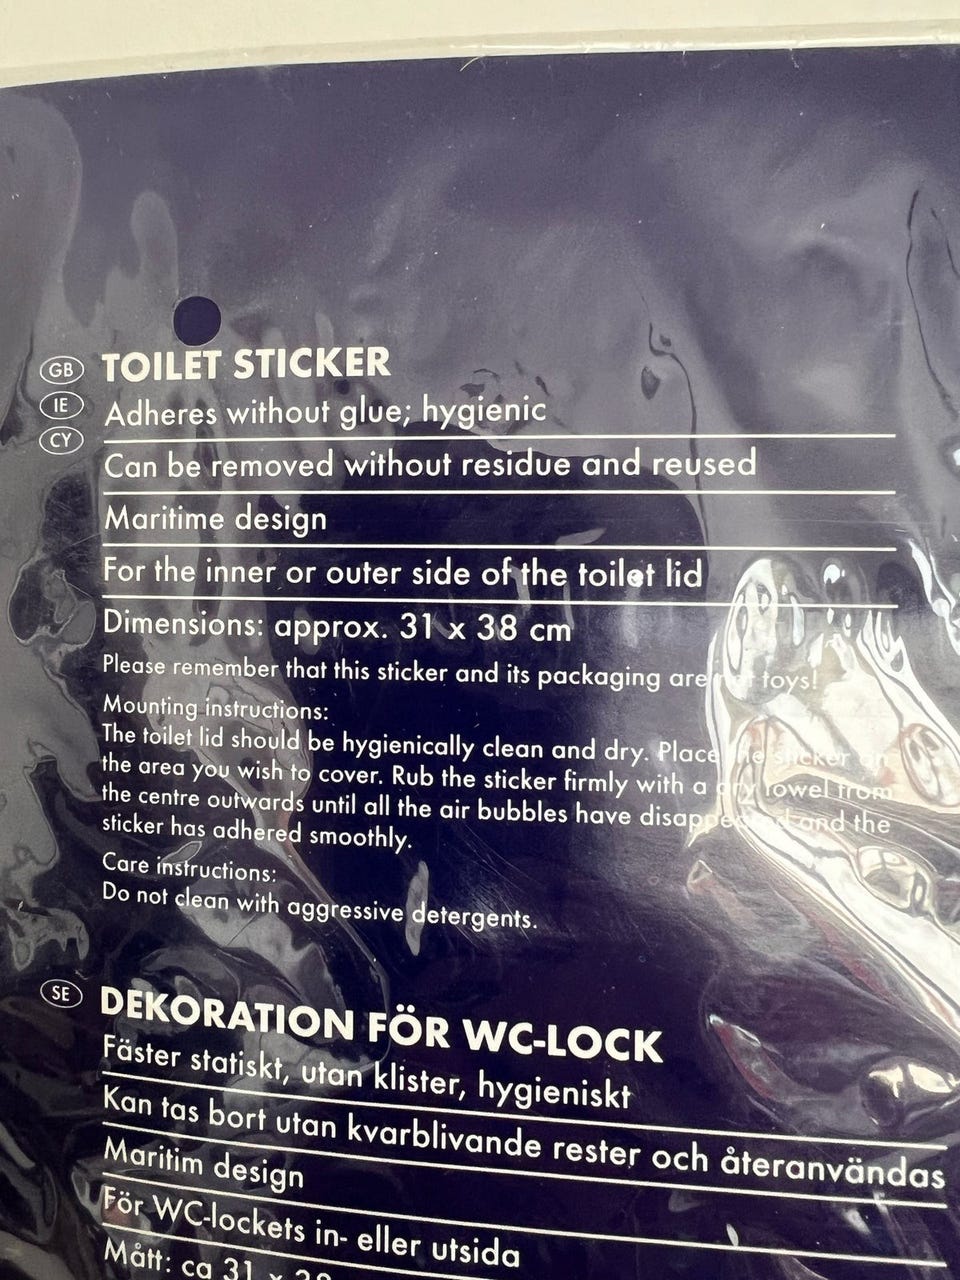 GB TOILET STICKER
IE Adheres without glue; hygienic
CY
Can be removed without residue and reused
Maritime design
For the inner or outer side of the toilet lid
Dimensions: approx. 31 x 38 cm
Please remember that this sticker and its packaging are not toys!
Mounting instructions:
The toilet lid should be hygienically clean and dry. Place the sticker on
the area you wish to cover. Rub the sticker firmly with a dry towel from
the centre outwards until all the air bubbles have disappeared and the
sticker has adhered smoothly.
Care instructions:
Do not clean with aggressive detergents.
SE DEKORATION FÖR WC-LOCK
Fäster statiskt, utan klister, hygieniskt
Kan tas bort utan kvarblivande rester och återanvändas
Maritim design
För WC-lockets in- eller utsida
Mått: ca 31 x 38